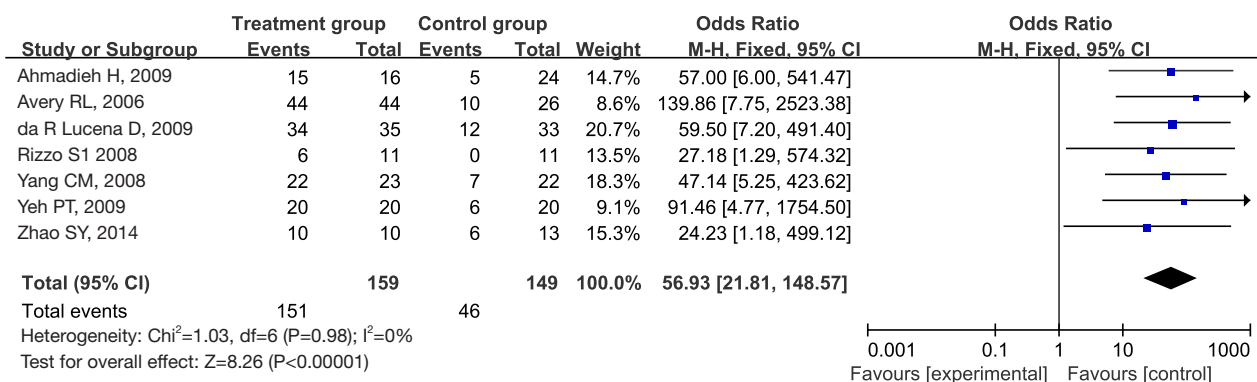 Treatment group Control group Odds Ratio Odds Ratio
Study or Subgroup Events Total Events Total Weight M-H, Fixed, 95% CI M-H, Fixed, 95% CI
Ahmadieh H, 2009 15 16 5 24 14.7% 57.00 [6.00, 541.47]
Avery RL, 2006 44 44 10 26 8.6% 139.86 [7.75, 2523.38]
da R Lucena D, 2009 34 35 12 33 20.7% 59.50 [7.20, 491.40]
Rizzo S1 2008 6 11 0 11 13.5% 27.18 [1.29, 574.32]
Yang CM, 2008 22 23 7 22 18.3% 47.14 [5.25, 423.62]
Yeh PT, 2009 20 20 6 20 9.1% 91.46 [4.77, 1754.50]
Zhao SY, 2014 10 10 6 13 15.3% 24.23 [1.18, 499.12]
Total (95% CI) 159 149 100.0% 56.93 [21.81, 148.57]
Total events 151 46
Heterogeneity: Chi²=1.03, df=6 (P=0.98); I²=0%
Test for overall effect: Z=8.26 (P<0.00001)
0.001 0.1 1 10 1000
Favours [experimental] Favours [control]